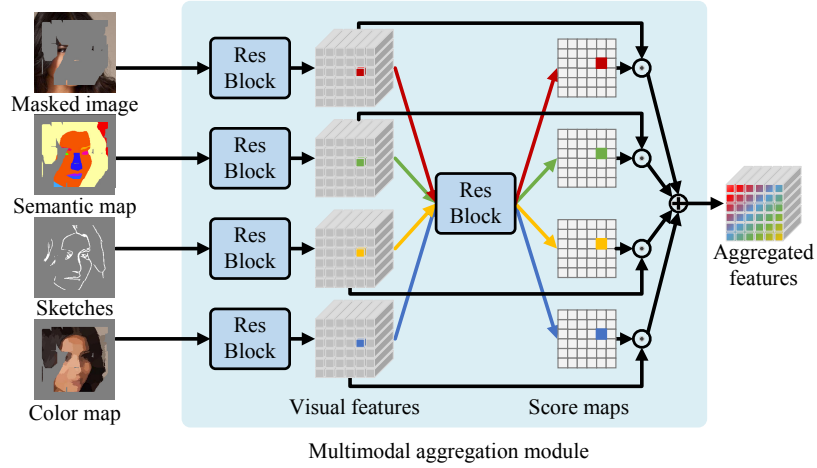 Masked image
Semantic map
Sketches
Color map
Res
Block
Res
Block
Res
Block
Res
Block
Res
Block
Visual features
Score maps
Aggregated
features
Multimodal aggregation module